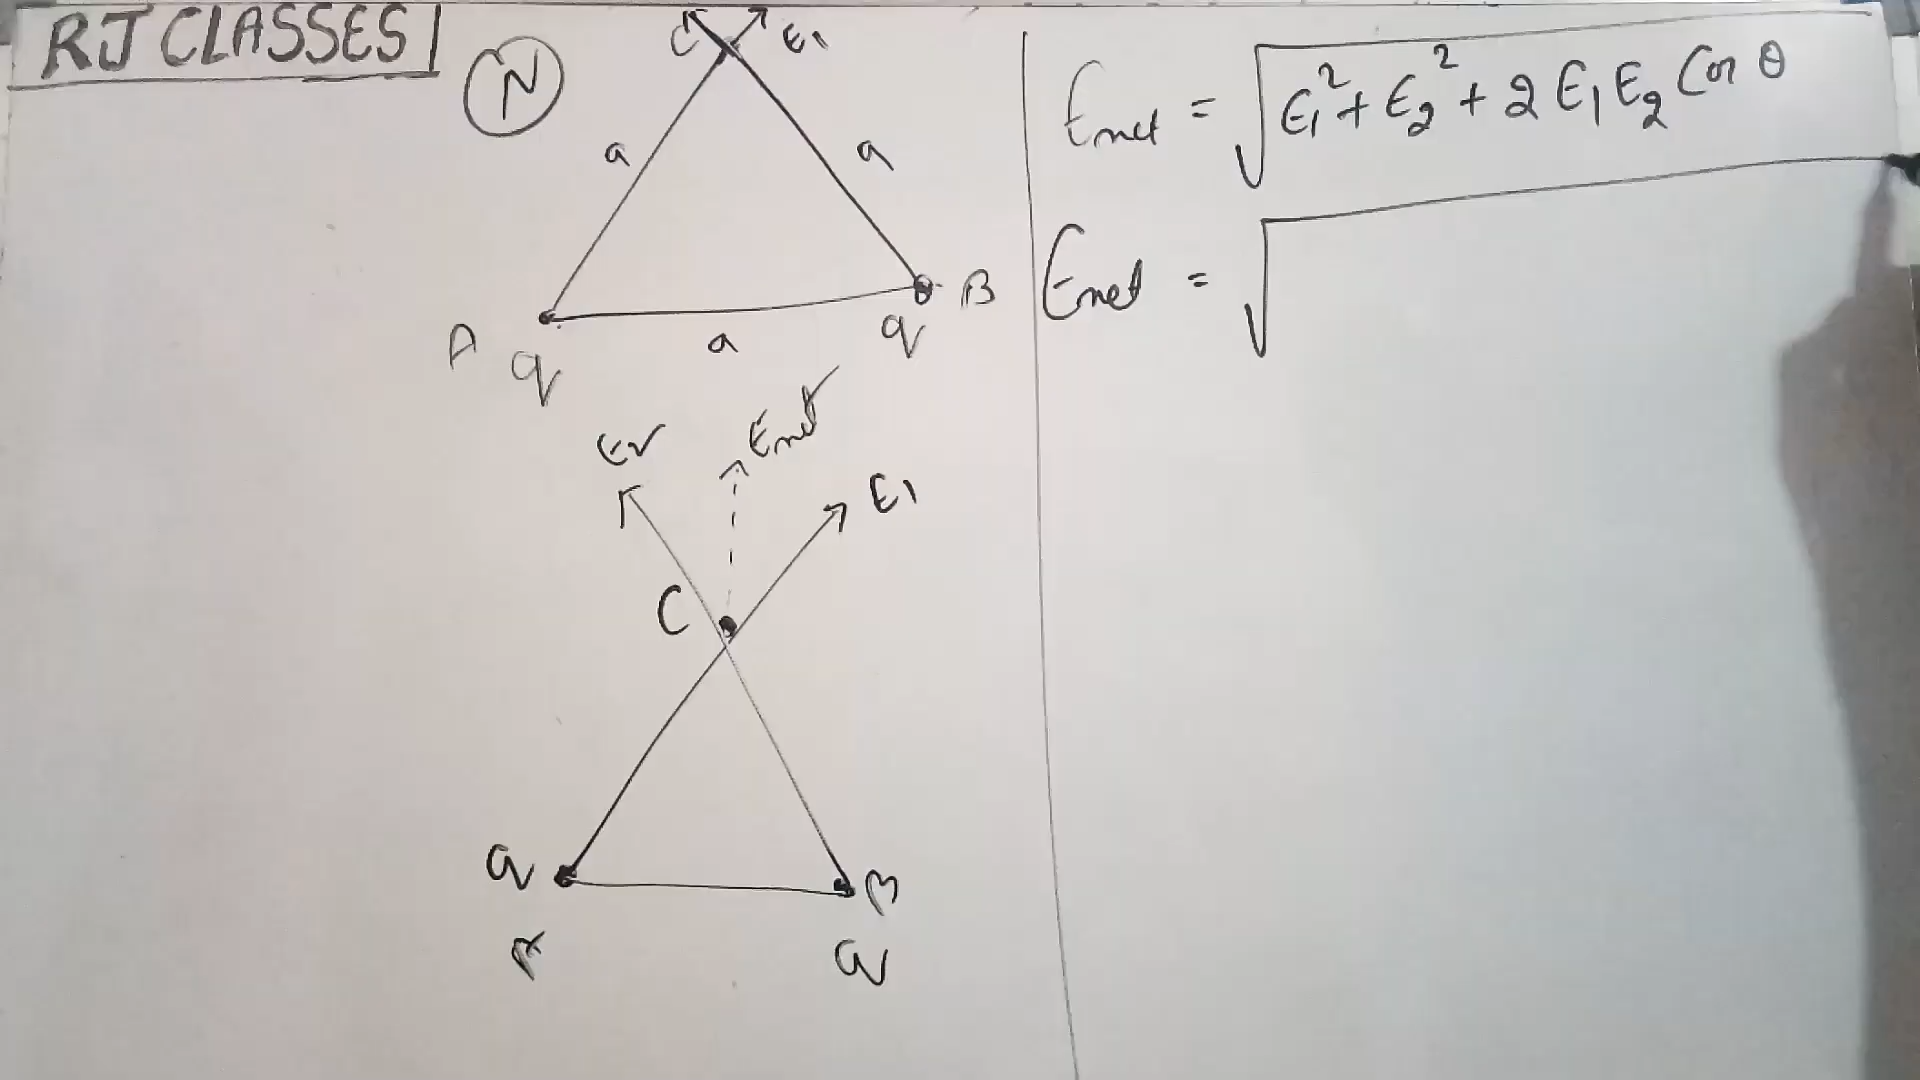 RJ CLASSES
N
C E₁
a a
A q a q B
E₂ Enet E₁
C
q B
A q
Enet = √E₁² + E₂² + 2 E₁ E₂ Cos θ
Enet = √